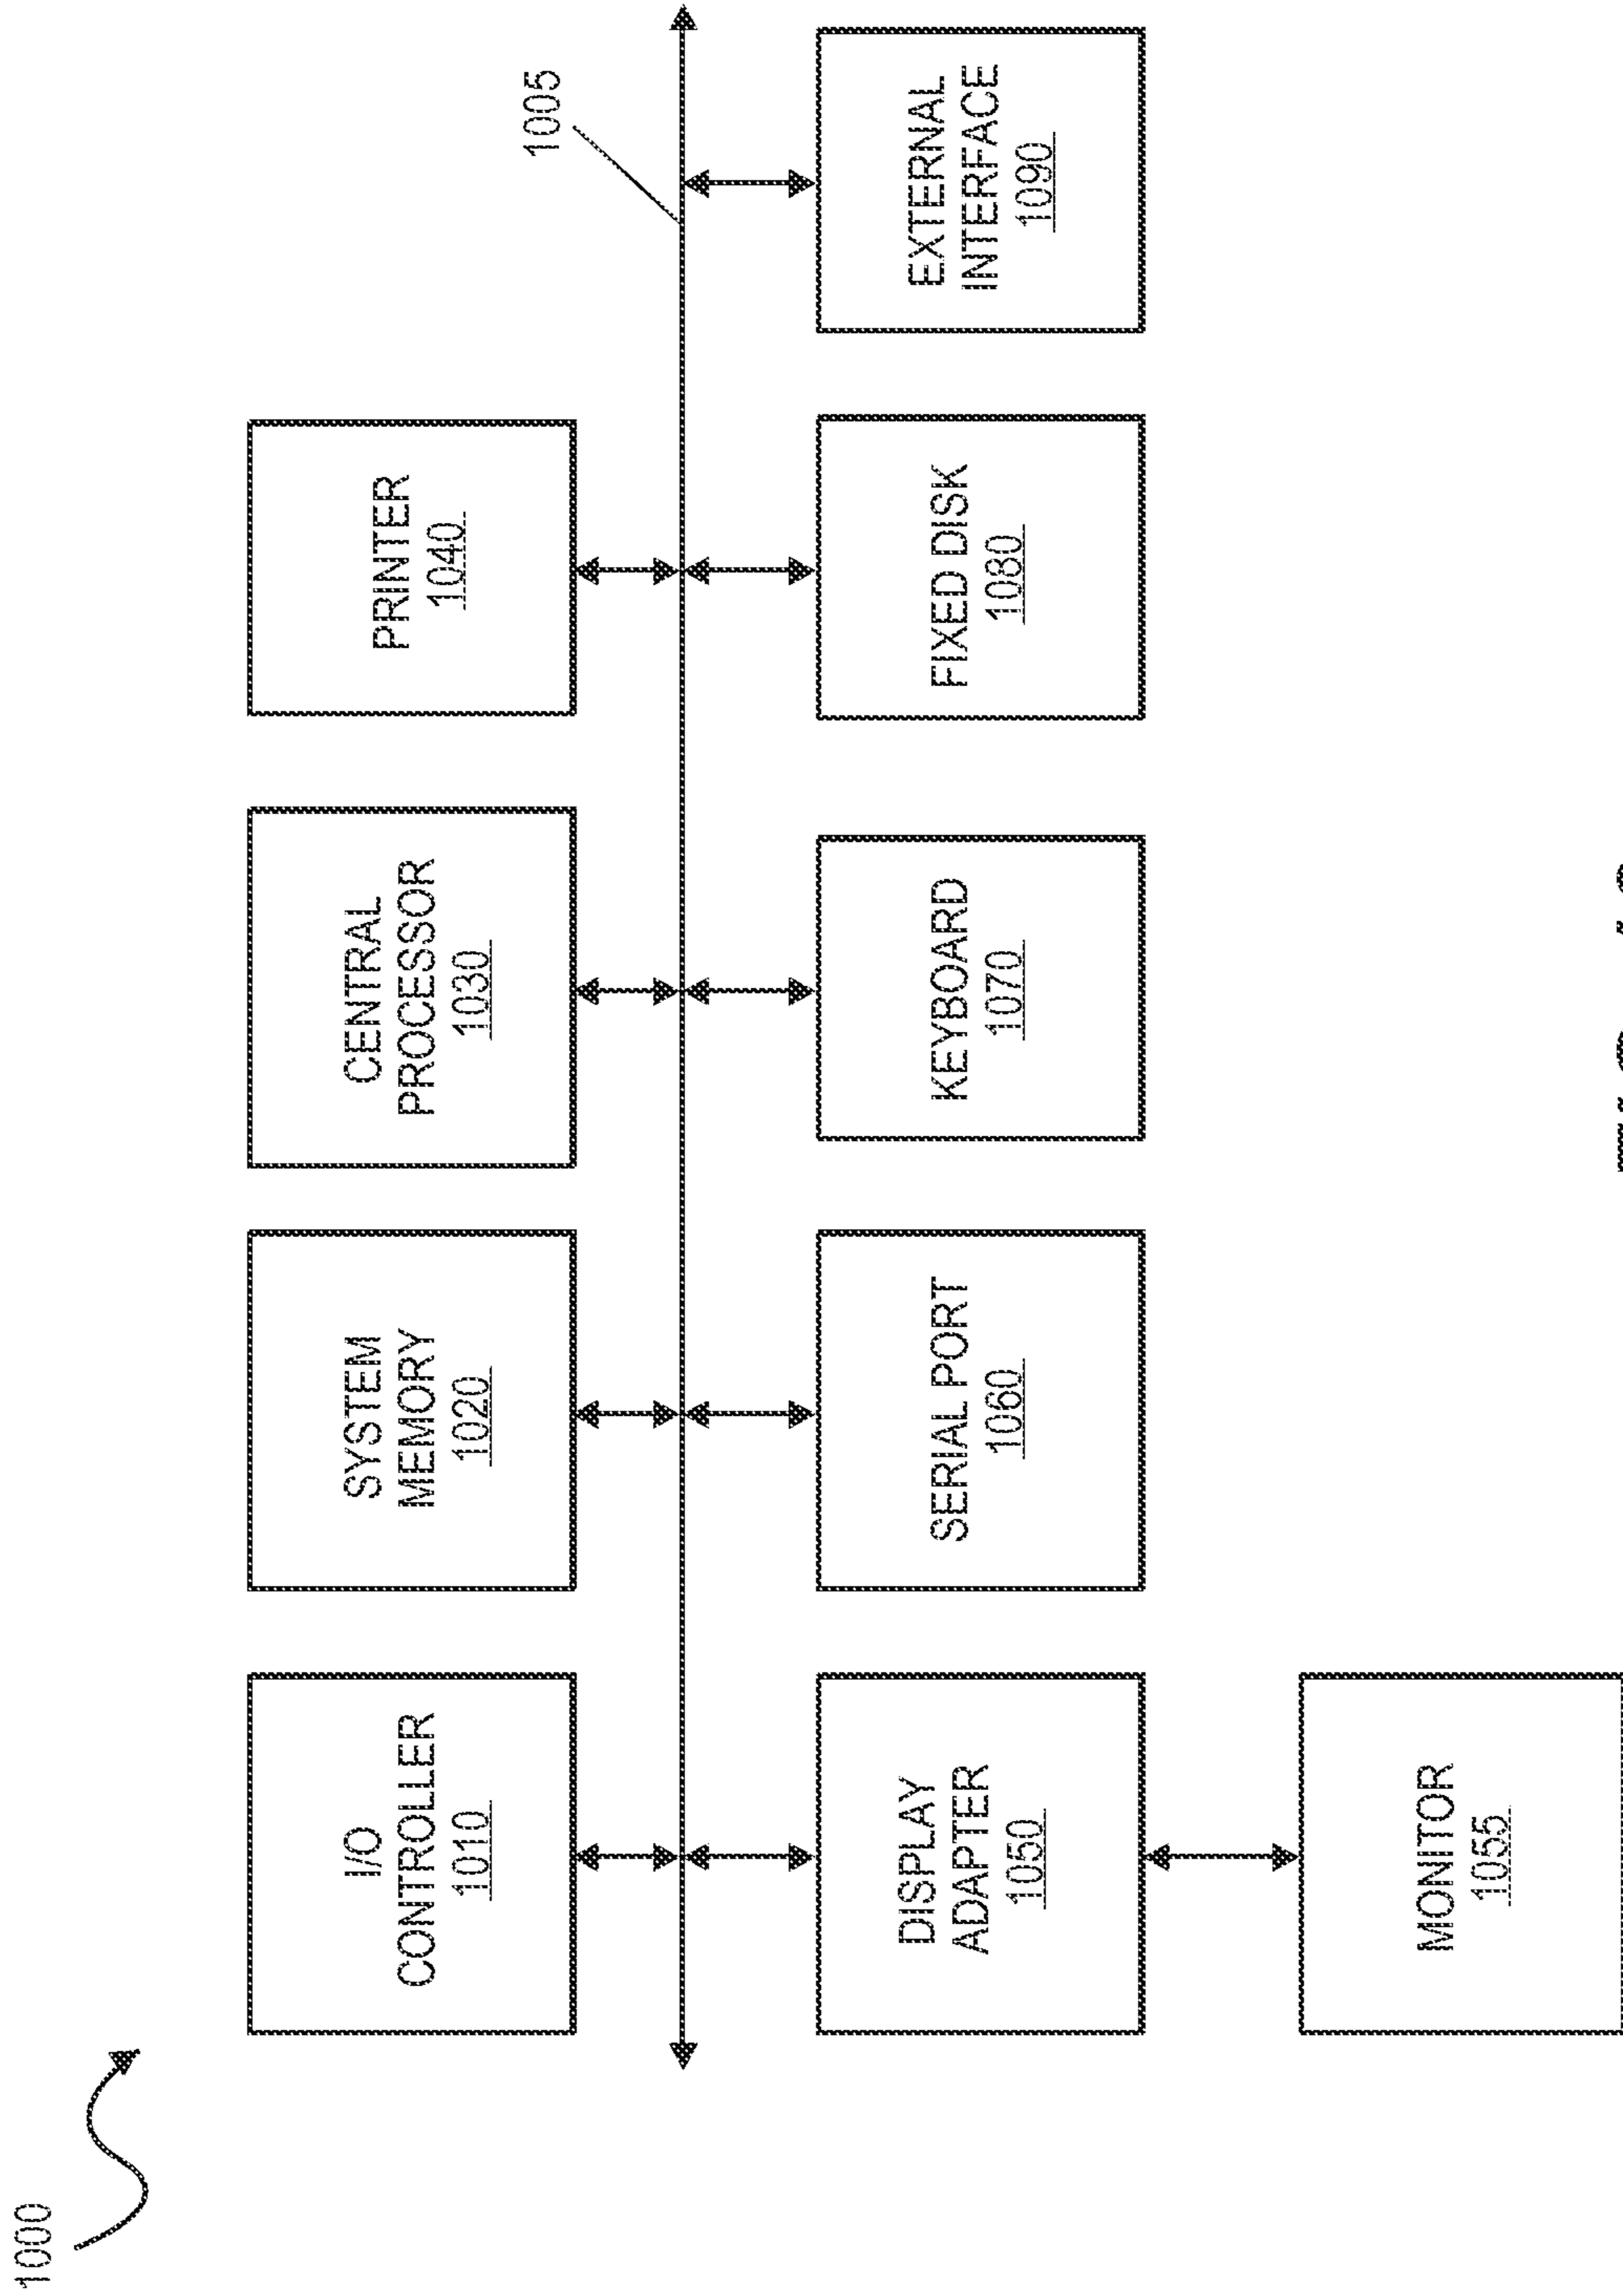 1000
I/O
CONTROLLER
1010
SYSTEM
MEMORY
1020
CENTRAL
PROCESSOR
1030
PRINTER
1040
1005
DISPLAY
ADAPTER
1050
SERIAL PORT
1060
KEYBOARD
1070
FIXED DISK
1080
EXTERNAL
INTERFACE
1090
MONITOR
1055